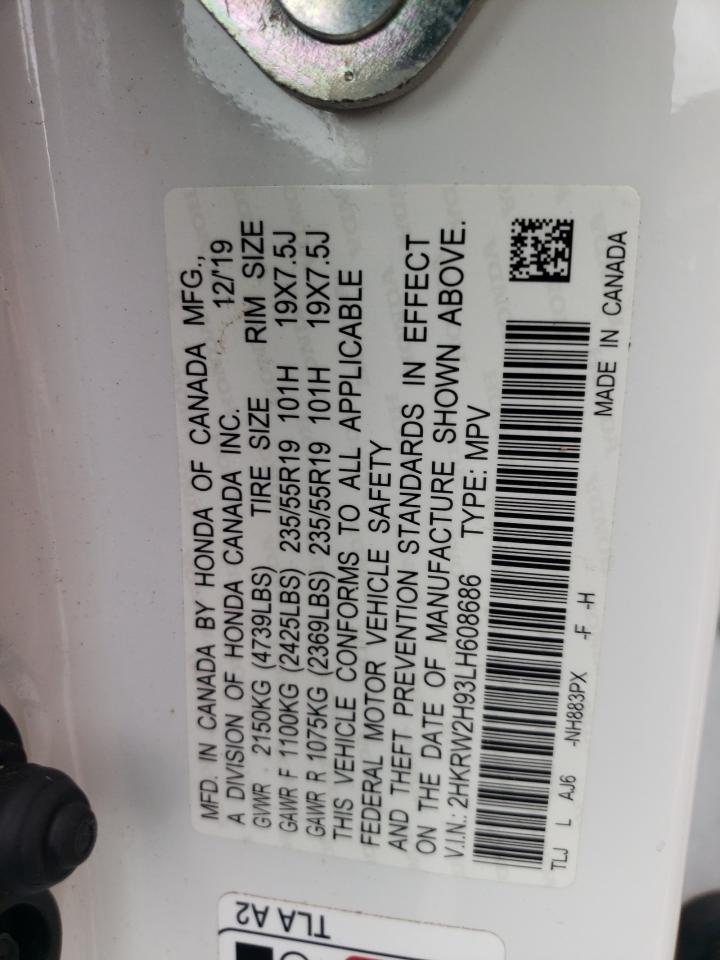 MFD. IN CANADA BY HONDA OF CANADA MFG.,
A DIVISION OF HONDA CANADA INC. 12/'19
GVWR 2150KG (4739LBS) TIRE SIZE RIM SIZE
GAWR F 1100KG (2425LBS) 235/55R19 101H 19X7.5J
GAWR R 1075KG (2369LBS) 235/55R19 101H 19X7.5J
THIS VEHICLE CONFORMS TO ALL APPLICABLE
FEDERAL MOTOR VEHICLE SAFETY
AND THEFT PREVENTION STANDARDS IN EFFECT
ON THE DATE OF MANUFACTURE SHOWN ABOVE.
V.I.N.: 2HKRW2H93LH608686 TYPE: MPV
TLJ L AJ6 -NH883PX -F -H
MADE IN CANADA
TLA A2